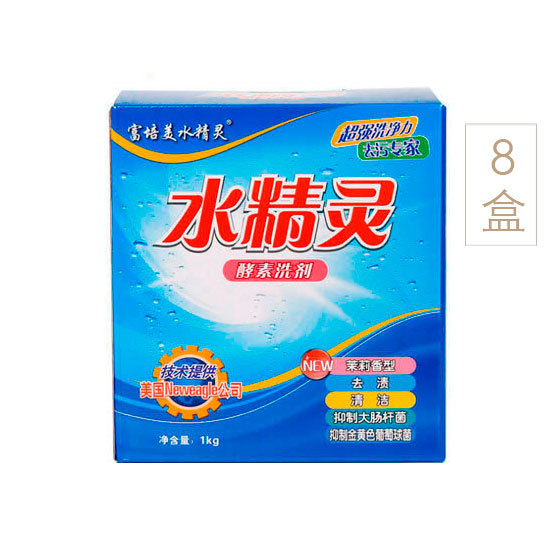 富培美水精灵®
超强洗净力
去污专家
水精灵
酵素洗剂
技术提供
美国Neweagle公司
NEW
茉莉香型
去渍
清洁
抑制大肠杆菌
抑制金黄色葡萄球菌
净含量：1kg
8
盒